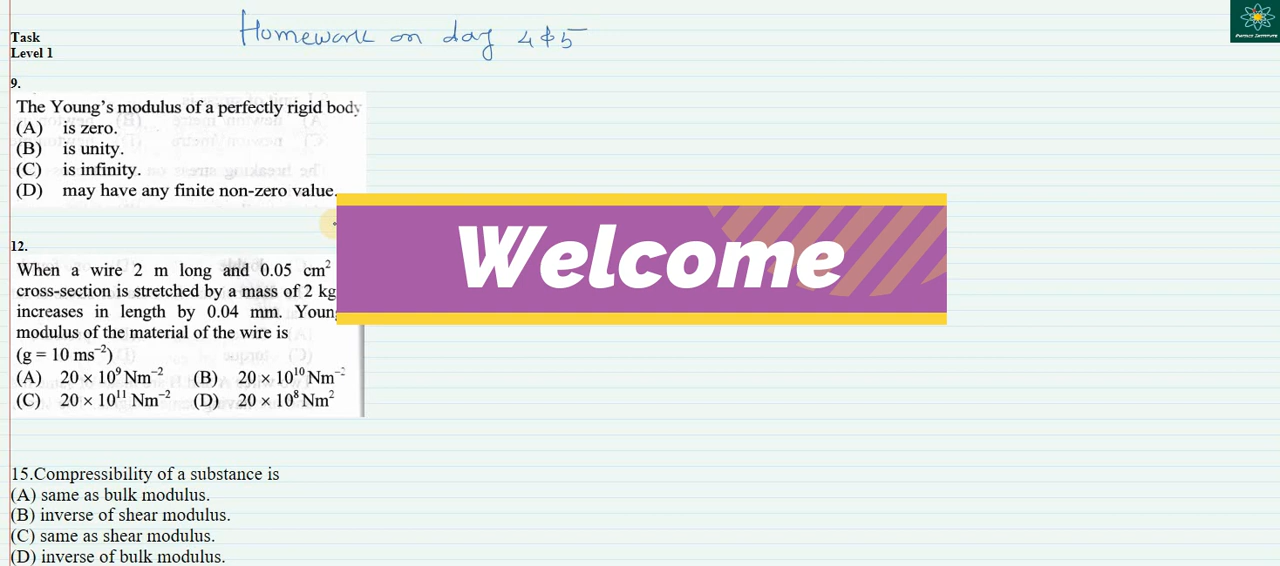 Homework on day 4 & 5
Task
Level 1
9.
The Young's modulus of a perfectly rigid body
(A) is zero.
(B) is unity.
(C) is infinity.
(D) may have any finite non-zero value.
Welcome
12.
When a wire 2 m long and 0.05 cm²
cross-section is stretched by a mass of 2 kg
increases in length by 0.04 mm.
modulus of the material of the wire is
(g = 10 ms⁻²)
(A) 20 × 10⁹ Nm⁻² (B) 20 × 10¹⁰ Nm⁻²
(C) 20 × 10¹¹ Nm⁻² (D) 20 × 10⁸ Nm²
15.Compressibility of a substance is
(A) same as bulk modulus.
(B) inverse of shear modulus.
(C) same as shear modulus.
(D) inverse of bulk modulus.